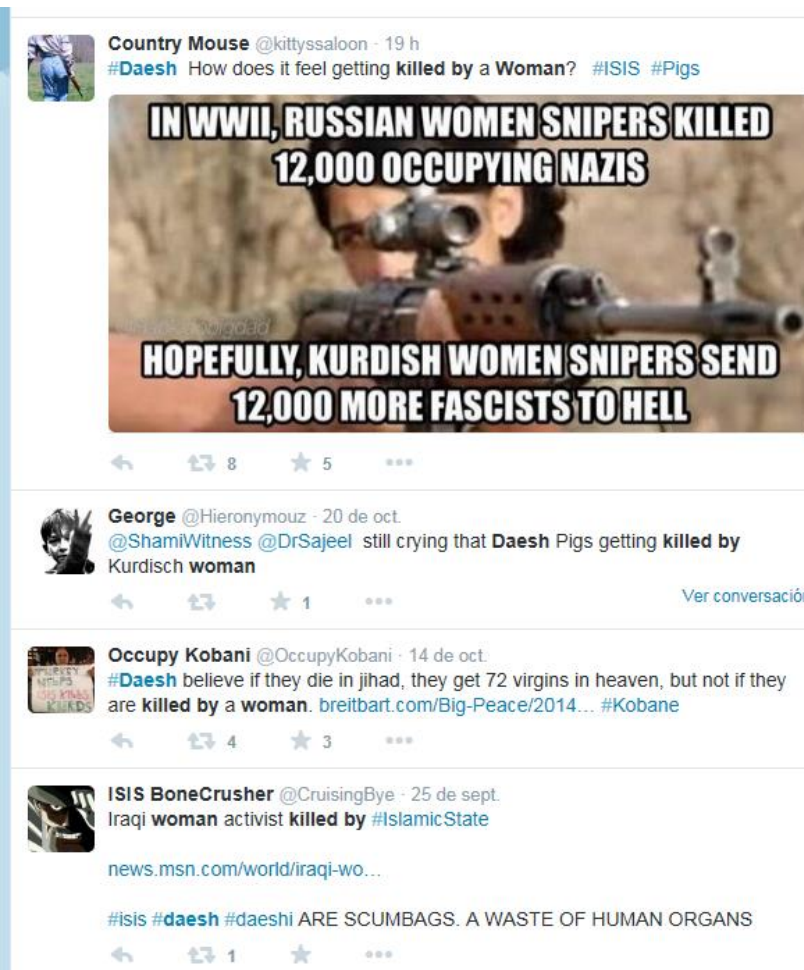 Country Mouse @kittyssaloon · 19 h
#Daesh How does it feel getting killed by a Woman? #ISIS #Pigs
IN WWII, RUSSIAN WOMEN SNIPERS KILLED
12,000 OCCUPYING NAZIS
HOPEFULLY, KURDISH WOMEN SNIPERS SEND
12,000 MORE FASCISTS TO HELL
8 5
George @Hieronymouz · 20 de oct.
@ShamiWitness @DrSajeel still crying that Daesh Pigs getting killed by
Kurdisch woman
1
Ver conversación
Occupy Kobani @OccupyKobani · 14 de oct.
TURKEY
HELPS
ISIS KILLS
KURDS
#Daesh believe if they die in jihad, they get 72 virgins in heaven, but not if they
are killed by a woman. breitbart.com/Big-Peace/2014... #Kobane
4 3
ISIS BoneCrusher @CruisingBye · 25 de sept.
Iraqi woman activist killed by #IslamicState
news.msn.com/world/iraqi-wo...
#isis #daesh #daeshi ARE SCUMBAGS. A WASTE OF HUMAN ORGANS
1